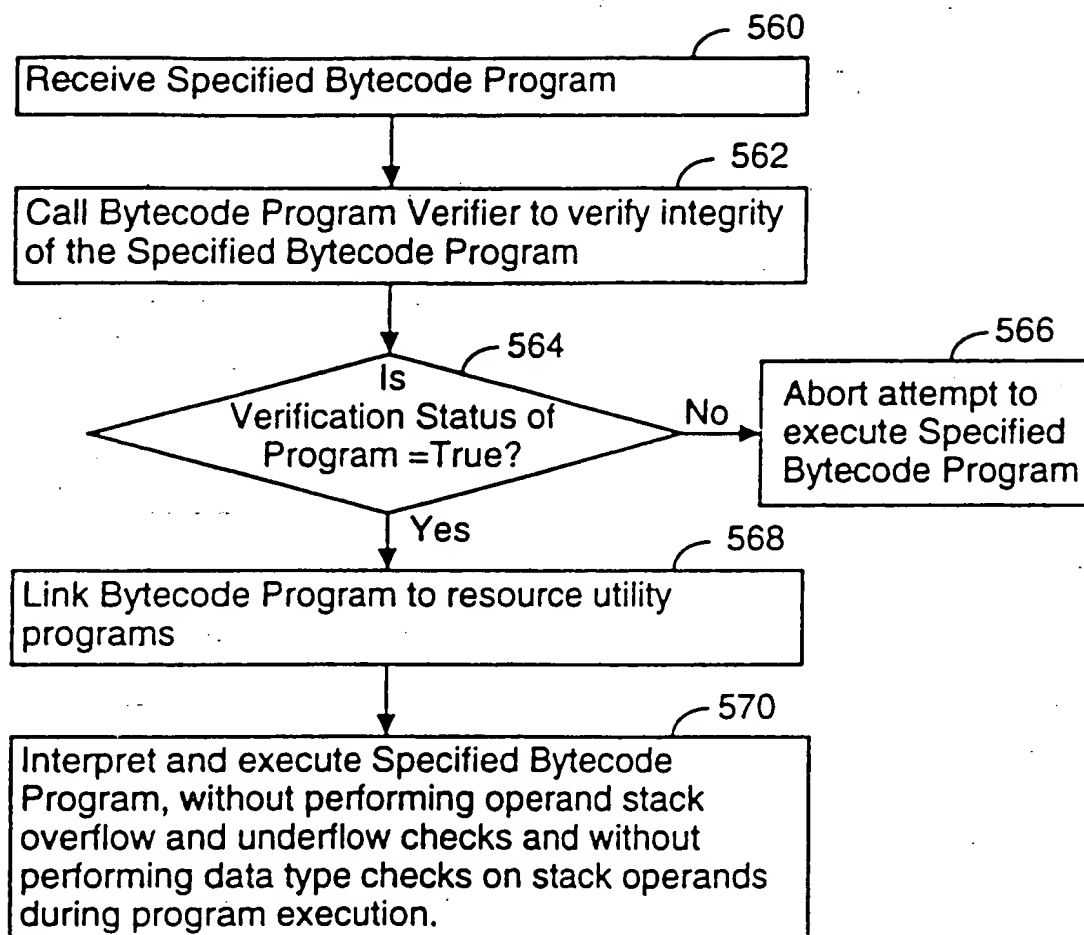 560
Receive Specified Bytecode Program
562
Call Bytecode Program Verifier to verify integrity
of the Specified Bytecode Program
564
Is
Verification Status of
Program =True?
No
566
Abort attempt to
execute Specified
Bytecode Program
Yes
568
Link Bytecode Program to resource utility
programs
570
Interpret and execute Specified Bytecode
Program, without performing operand stack
overflow and underflow checks and without
performing data type checks on stack operands
during program execution.